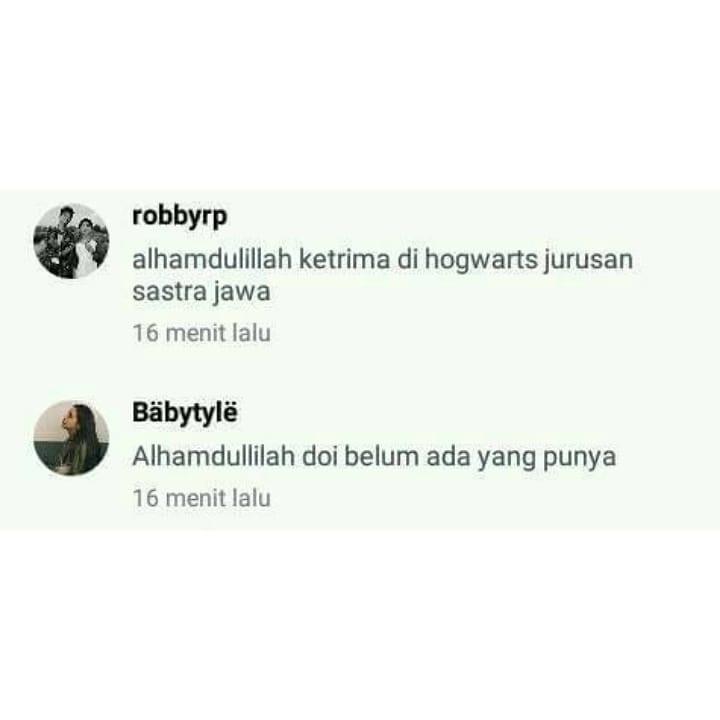 robbyrp
alhamdulillah ketrima di hogwarts jurusan
sastra jawa
16 menit lalu
Bäbytylë
Alhamdullilah doi belum ada yang punya
16 menit lalu